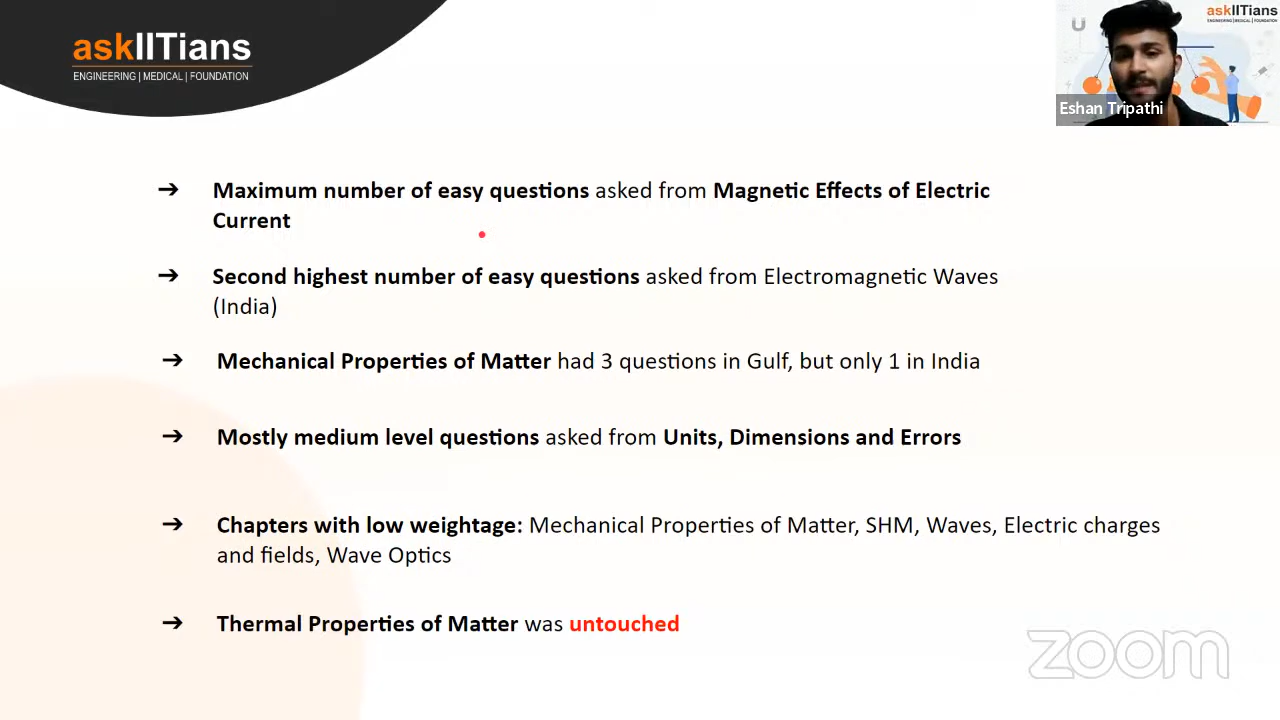 askIITians
ENGINEERING | MEDICAL | FOUNDATION
askIITians
ENGINEERING | MEDICAL | FOUNDATION
U
Eshan Tripathi
➔ Maximum number of easy questions asked from Magnetic Effects of Electric
Current
➔ Second highest number of easy questions asked from Electromagnetic Waves
(India)
➔ Mechanical Properties of Matter had 3 questions in Gulf, but only 1 in India
➔ Mostly medium level questions asked from Units, Dimensions and Errors
➔ Chapters with low weightage: Mechanical Properties of Matter, SHM, Waves, Electric charges
and fields, Wave Optics
➔ Thermal Properties of Matter was untouched
zoom